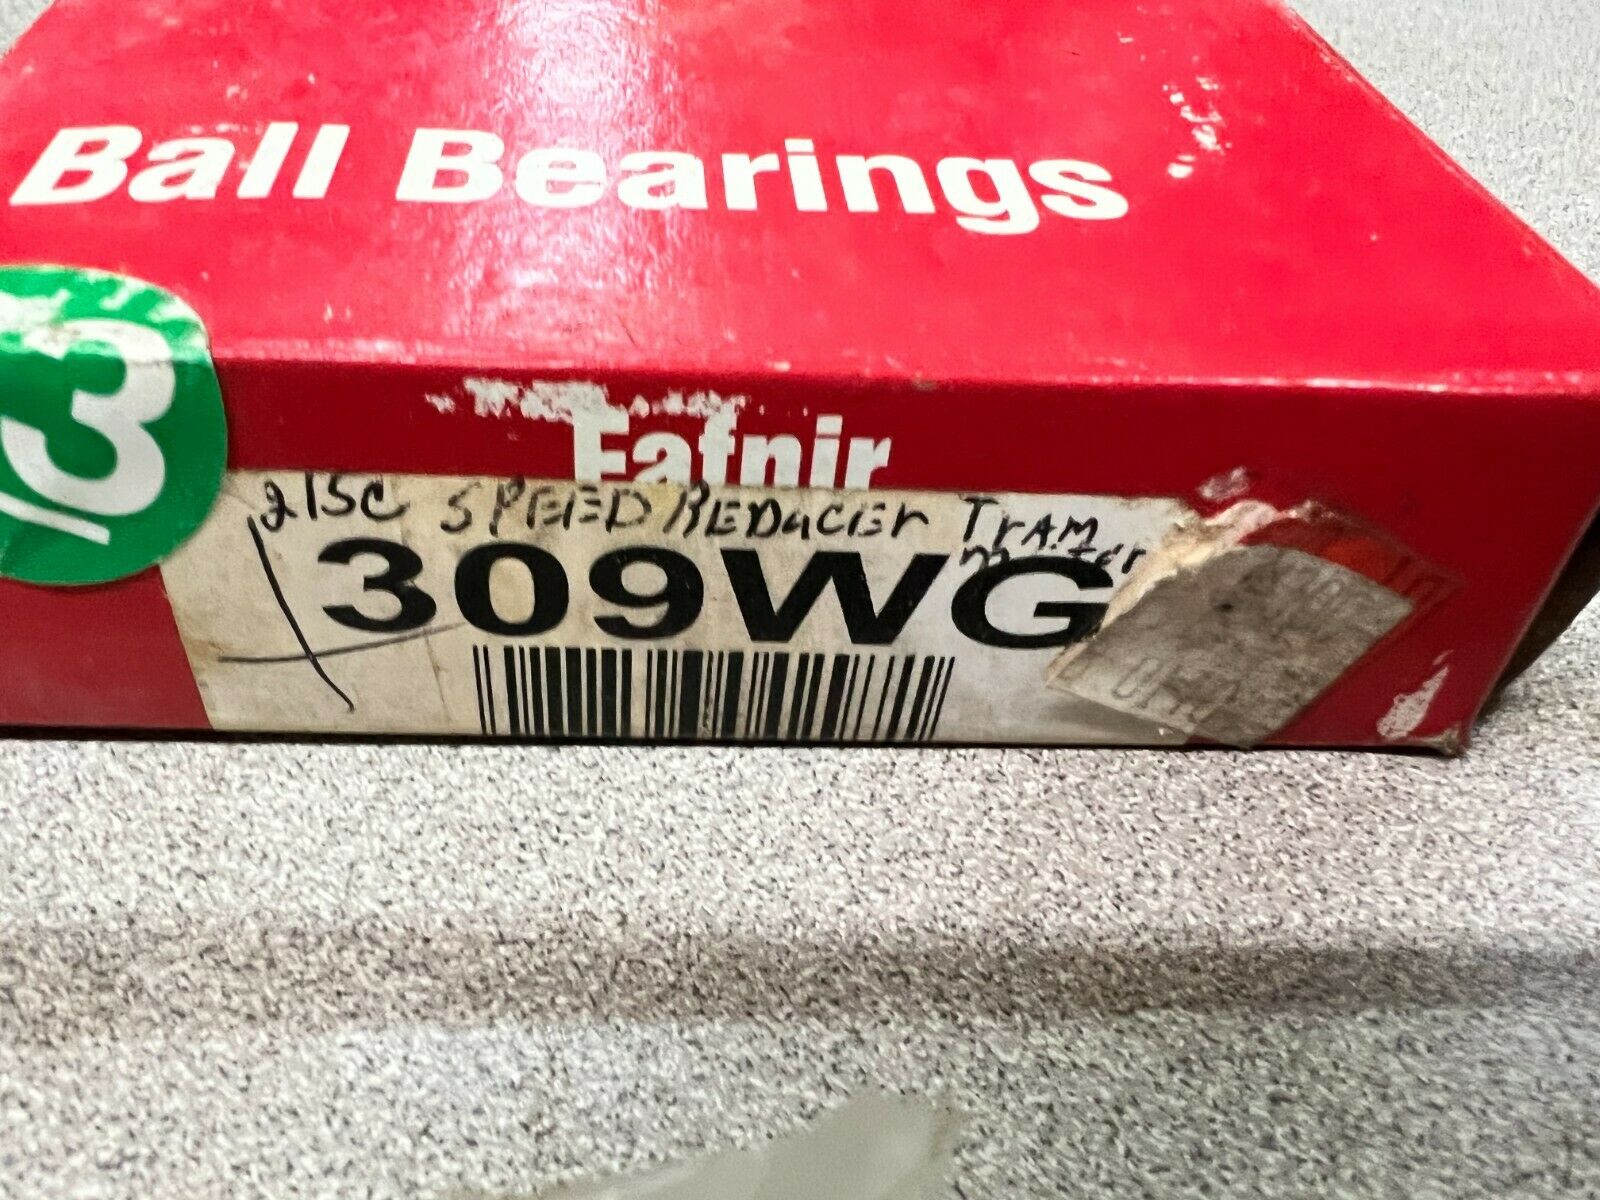 Ball Bearings
/3
Fafnir
215C SPEED REDUCER TRAM
motor
309WG